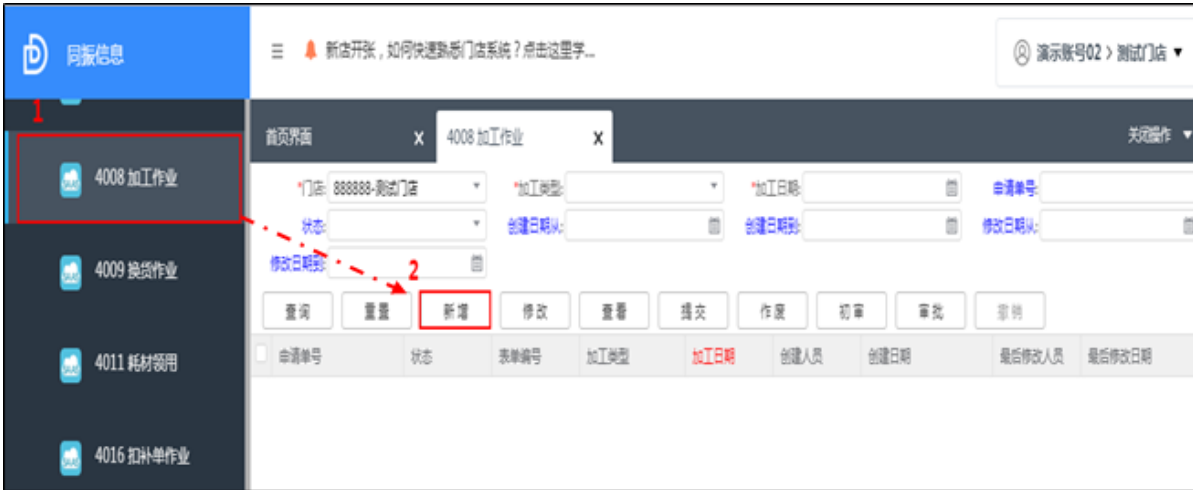 同振信息
新店开张，如何快速熟悉门店系统？点击这里学...
演示账号02 > 测试门店
1
首页界面 X 4008 加工作业 X 关闭操作
4008 加工作业
*门店: 888888-测试门店 *加工类型: *加工日期: 申请单号:
状态: 创建日期从: 创建日期到: 修改日期从:
修改日期到:
2
4009 换货作业
查询 重置 新增 修改 查看 提交 作废 初审 审批 撤销
申请单号 状态 表单编号 加工类型 加工日期 创建人员 创建日期 最后修改人员 最后修改日期
4011 耗材领用
4016 扣补单作业